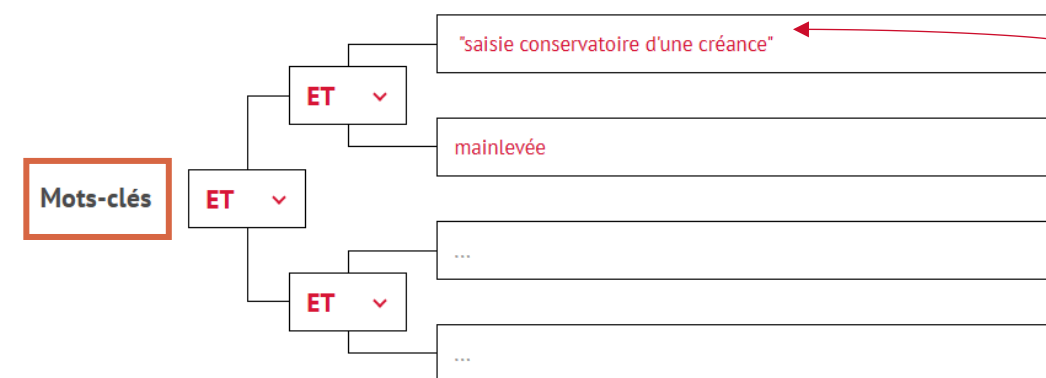 "saisie conservatoire d'une créance"
ET
mainlevée
Mots-clés
ET
...
ET
...